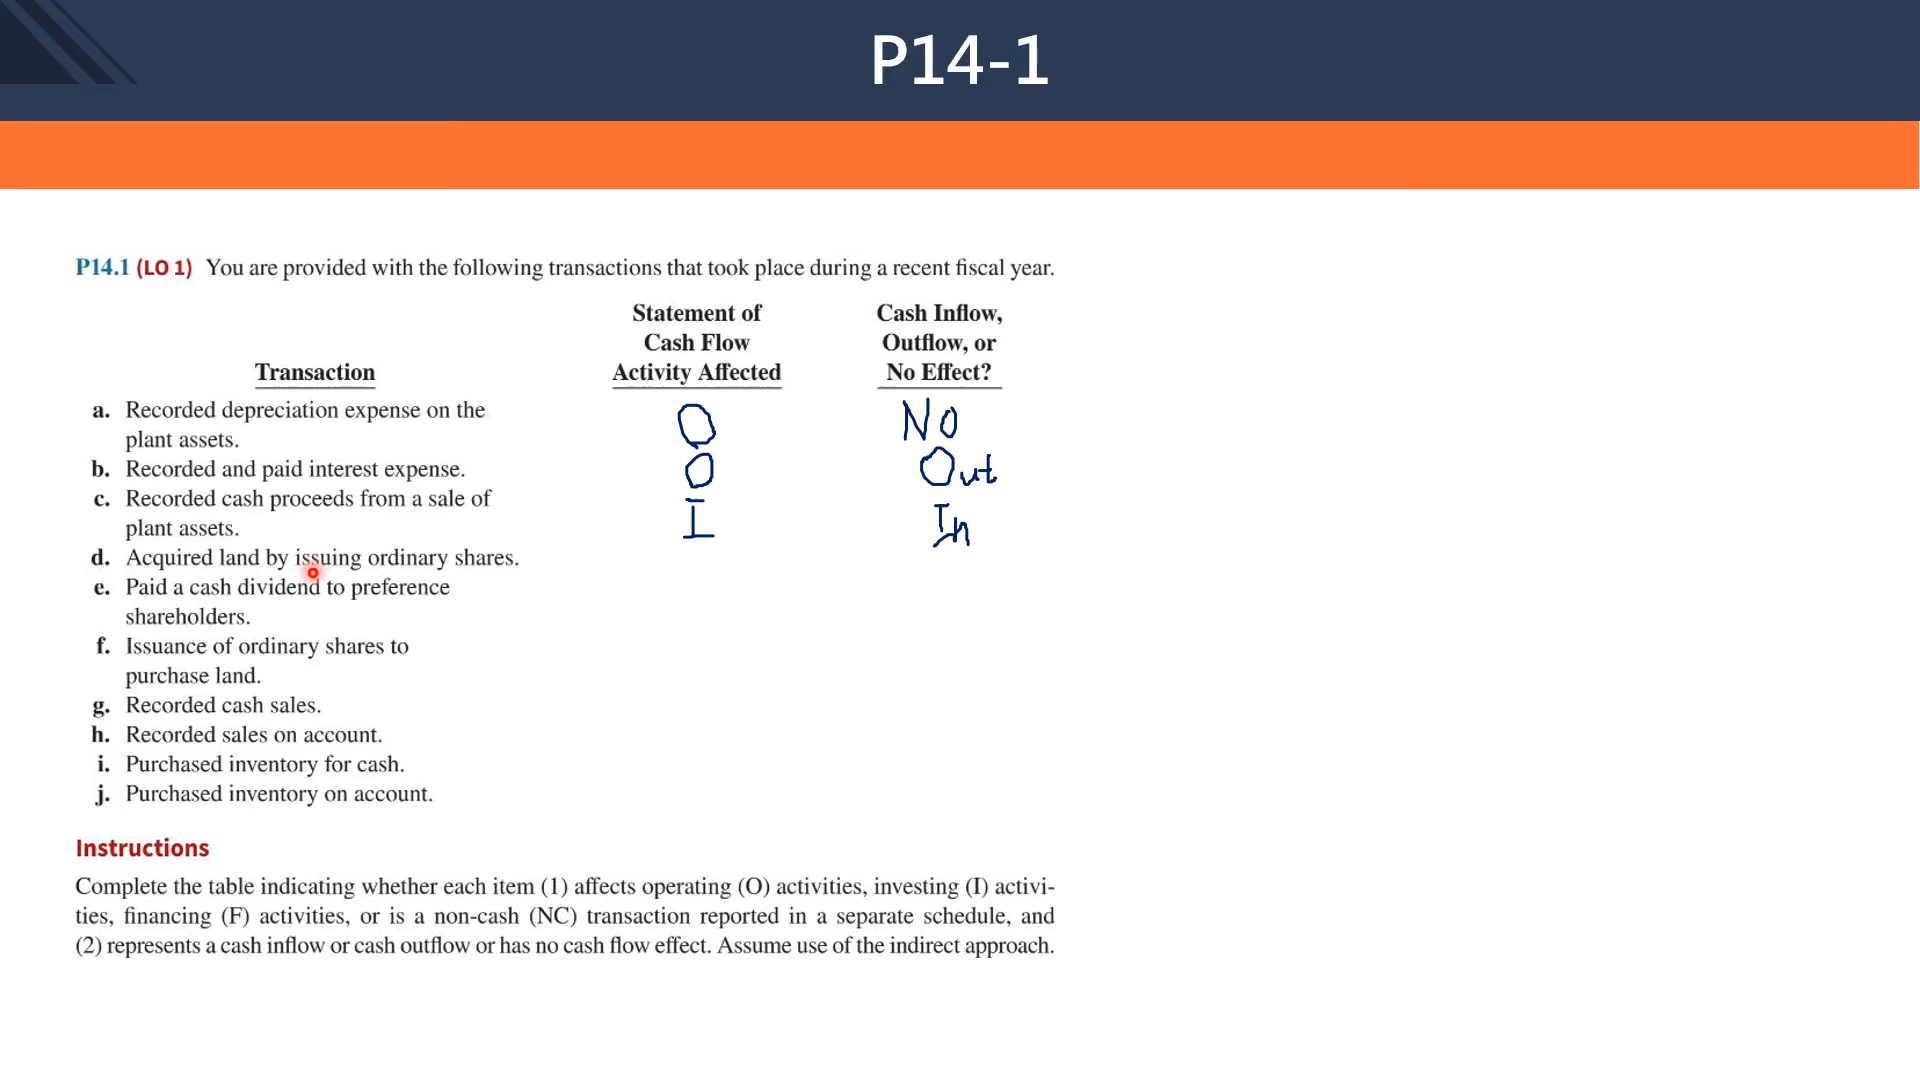 P14-1
P14.1 (LO 1) You are provided with the following transactions that took place during a recent fiscal year.
Statement of
Cash Flow
Activity Affected
Cash Inflow,
Outflow, or
No Effect?
Transaction
a. Recorded depreciation expense on the
plant assets.
O
NO
b. Recorded and paid interest expense.
O
Out
c. Recorded cash proceeds from a sale of
plant assets.
I
In
d. Acquired land by issuing ordinary shares.
e. Paid a cash dividend to preference
shareholders.
f. Issuance of ordinary shares to
purchase land.
g. Recorded cash sales.
h. Recorded sales on account.
i. Purchased inventory for cash.
j. Purchased inventory on account.
Instructions
Complete the table indicating whether each item (1) affects operating (O) activities, investing (I) activi-
ties, financing (F) activities, or is a non-cash (NC) transaction reported in a separate schedule, and
(2) represents a cash inflow or cash outflow or has no cash flow effect. Assume use of the indirect approach.